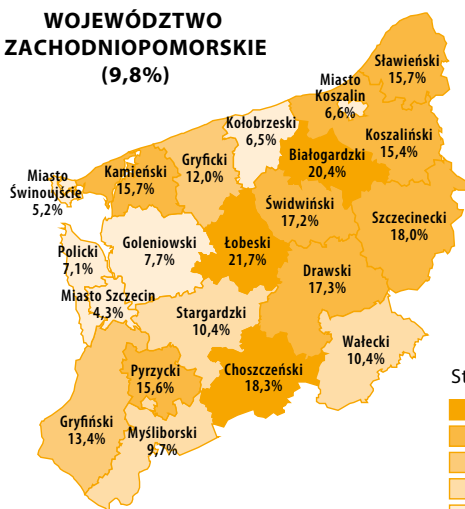 WOJEWÓDZTWO
ZACHODNIOPOMORSKIE
(9,8%)
Sławieński
15,7%
Miasto
Koszalin
6,6%
Kołobrzeski
6,5%
Koszaliński
15,4%
Białogardzki
20,4%
Gryficki
12,0%
Kamieński
15,7%
Miasto
Świnoujście
5,2%
Świdwiński
17,2%
Szczecinecki
18,0%
Policki
7,1%
Goleniowski
7,7%
Łobeski
21,7%
Drawski
17,3%
Miasto Szczecin
4,3%
Stargardzki
10,4%
Wałecki
10,4%
Pyrzycki
15,6%
Choszczeński
18,3%
St
Gryfiński
13,4%
Myśliborski
9,7%